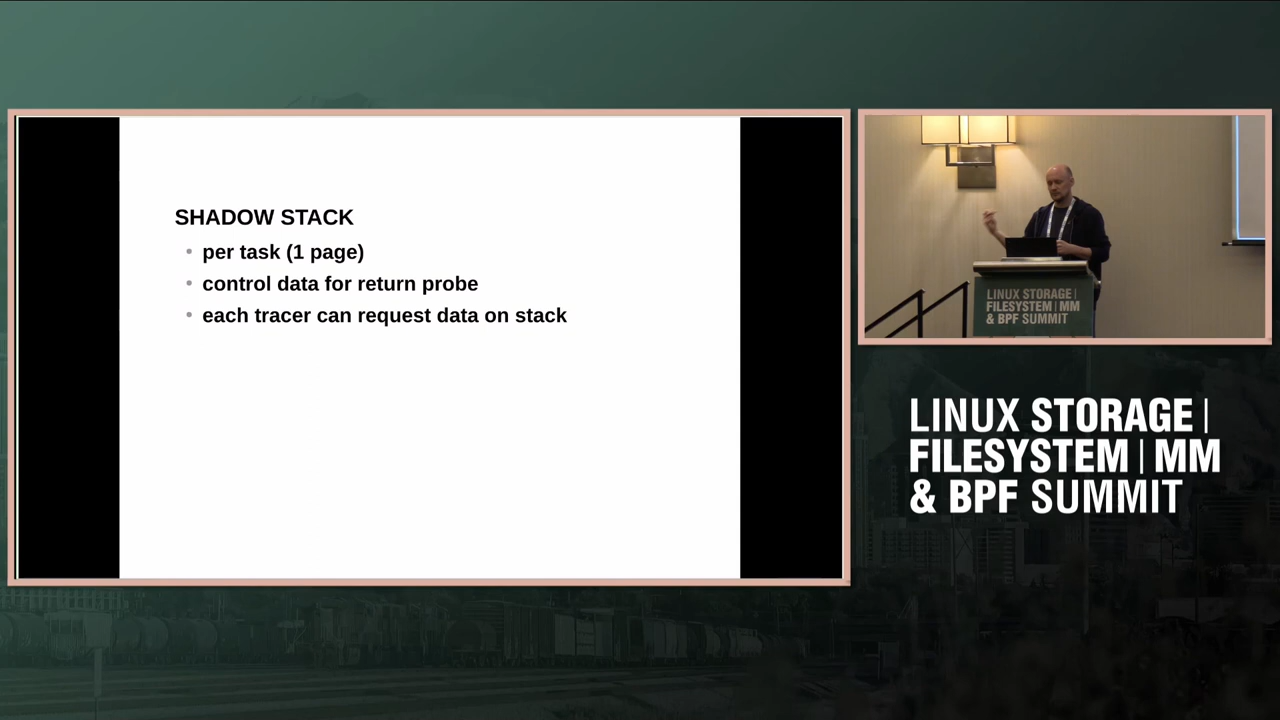 SHADOW STACK
• per task (1 page)
• control data for return probe
• each tracer can request data on stack
LINUX STORAGE |
FILESYSTEM | MM
& BPF SUMMIT
LINUX STORAGE |
FILESYSTEM | MM
& BPF SUMMIT